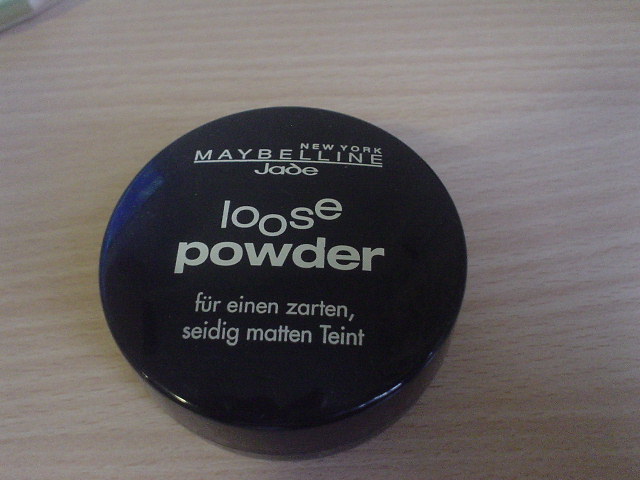 NEW YORK
MAYBELLINE
Jade
loose
powder
für einen zarten,
seidig matten Teint